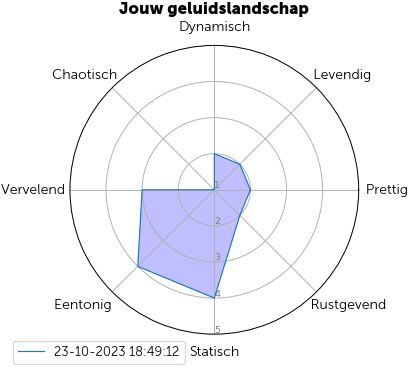 Jouw geluidslandschap
Dynamisch
Chaotisch
Levendig
Vervelend
Prettig
1
2
3
4
5
Eentonig
Rustgevend
Statisch
23-10-2023 18:49:12